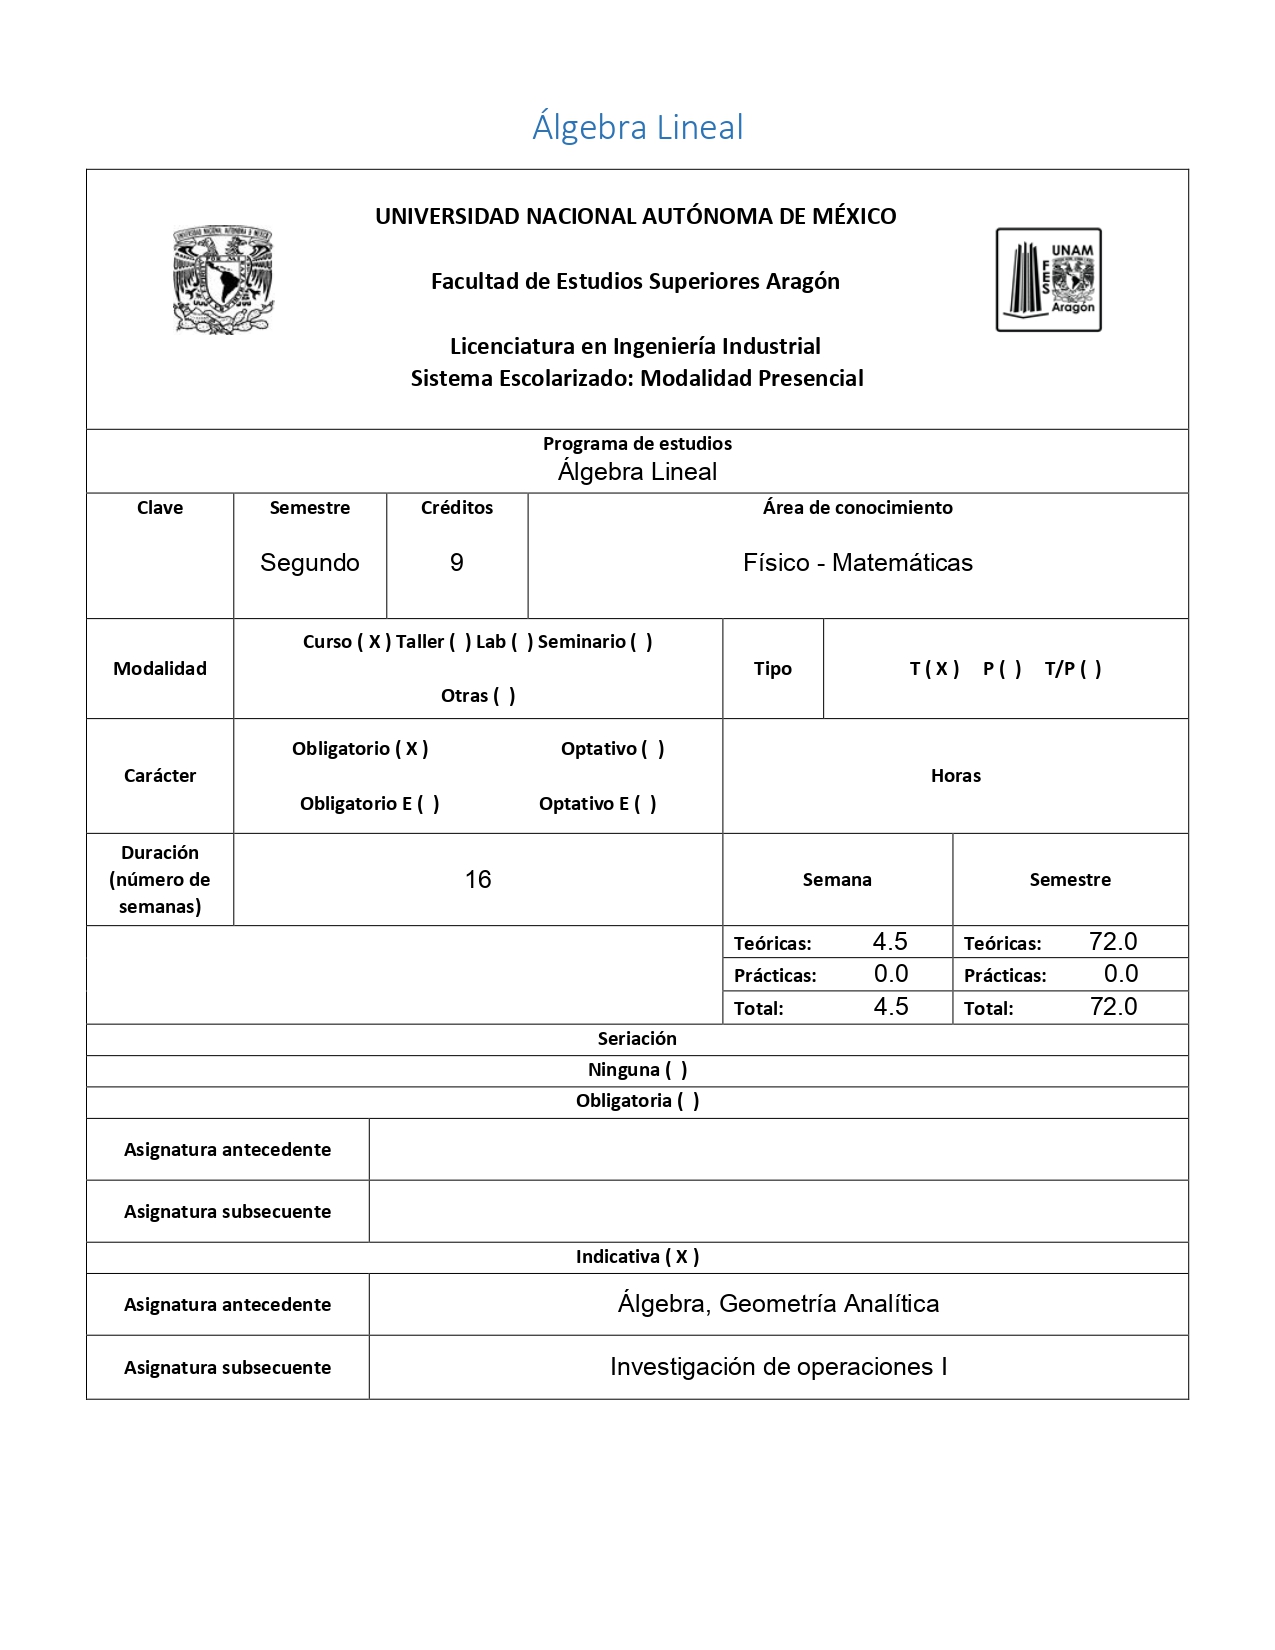 Álgebra Lineal
UNIVERSIDAD NACIONAL AUTÓNOMA DE MÉXICO
Facultad de Estudios Superiores Aragón
UNAM
FES
Aragón
Licenciatura en Ingeniería Industrial
Sistema Escolarizado: Modalidad Presencial
Programa de estudios
Álgebra Lineal
Clave Semestre Créditos Área de conocimiento
Segundo 9 Físico - Matemáticas
Modalidad
Curso ( X ) Taller ( ) Lab ( ) Seminario ( )
Otras ( )
Tipo
T ( X ) P ( ) T/P ( )
Carácter
Obligatorio ( X ) Optativo ( )
Obligatorio E ( ) Optativo E ( )
Horas
Duración
(número de
semanas)
16
Semana
Semestre
Teóricas: 4.5 Teóricas: 72.0
Prácticas: 0.0 Prácticas: 0.0
Total: 4.5 Total: 72.0
Seriación
Ninguna ( )
Obligatoria ( )
Asignatura antecedente
Asignatura subsecuente
Indicativa ( X )
Asignatura antecedente Álgebra, Geometría Analítica
Asignatura subsecuente Investigación de operaciones I